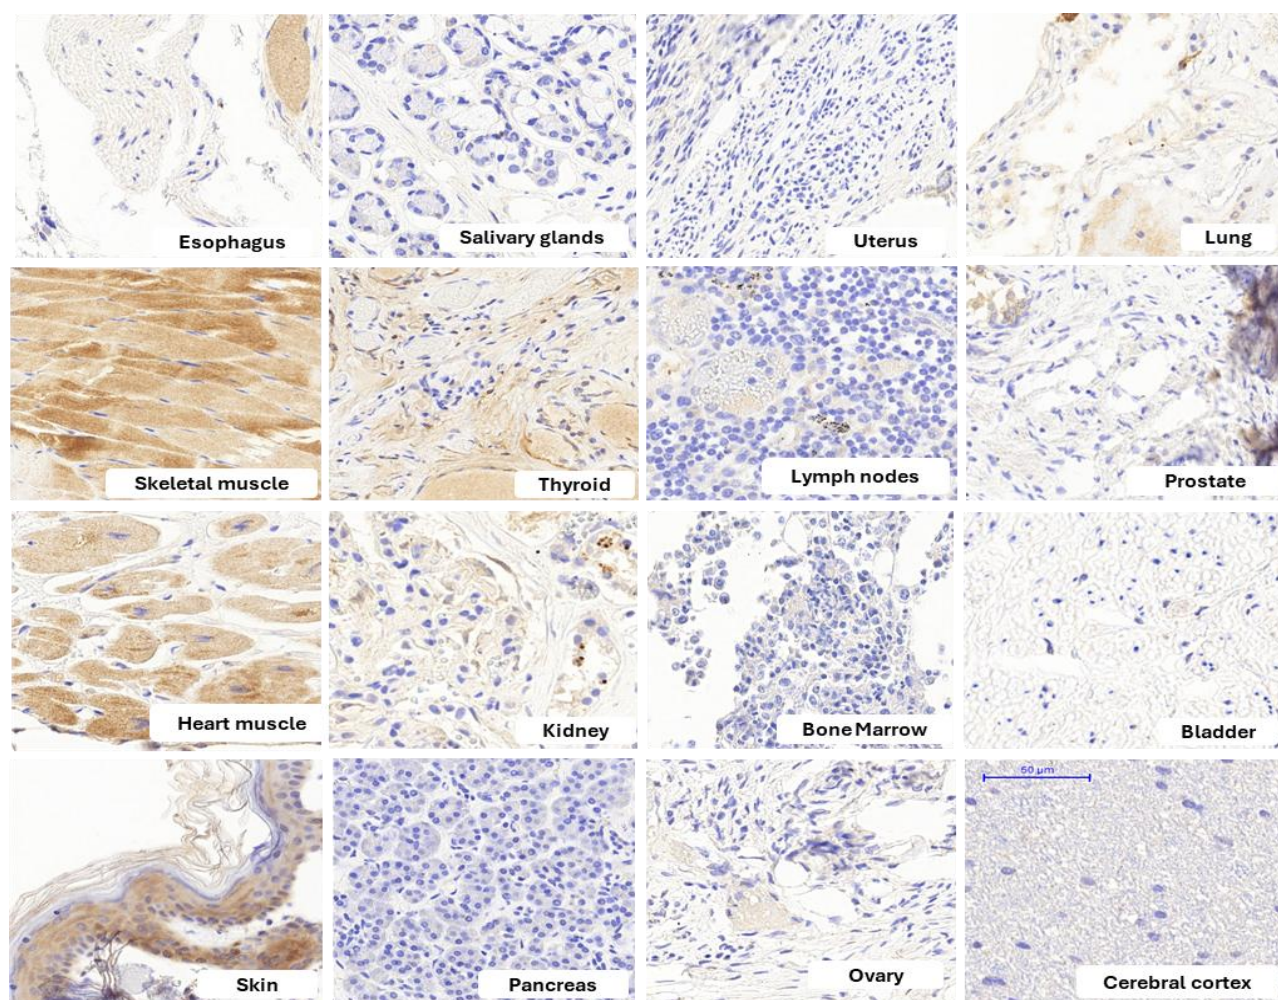 Esophagus
Salivary glands
Uterus
Lung
Skeletal muscle
Thyroid
Lymph nodes
Prostate
Heart muscle
Kidney
Bone Marrow
Bladder
50 µm
Skin
Pancreas
Ovary
Cerebral cortex